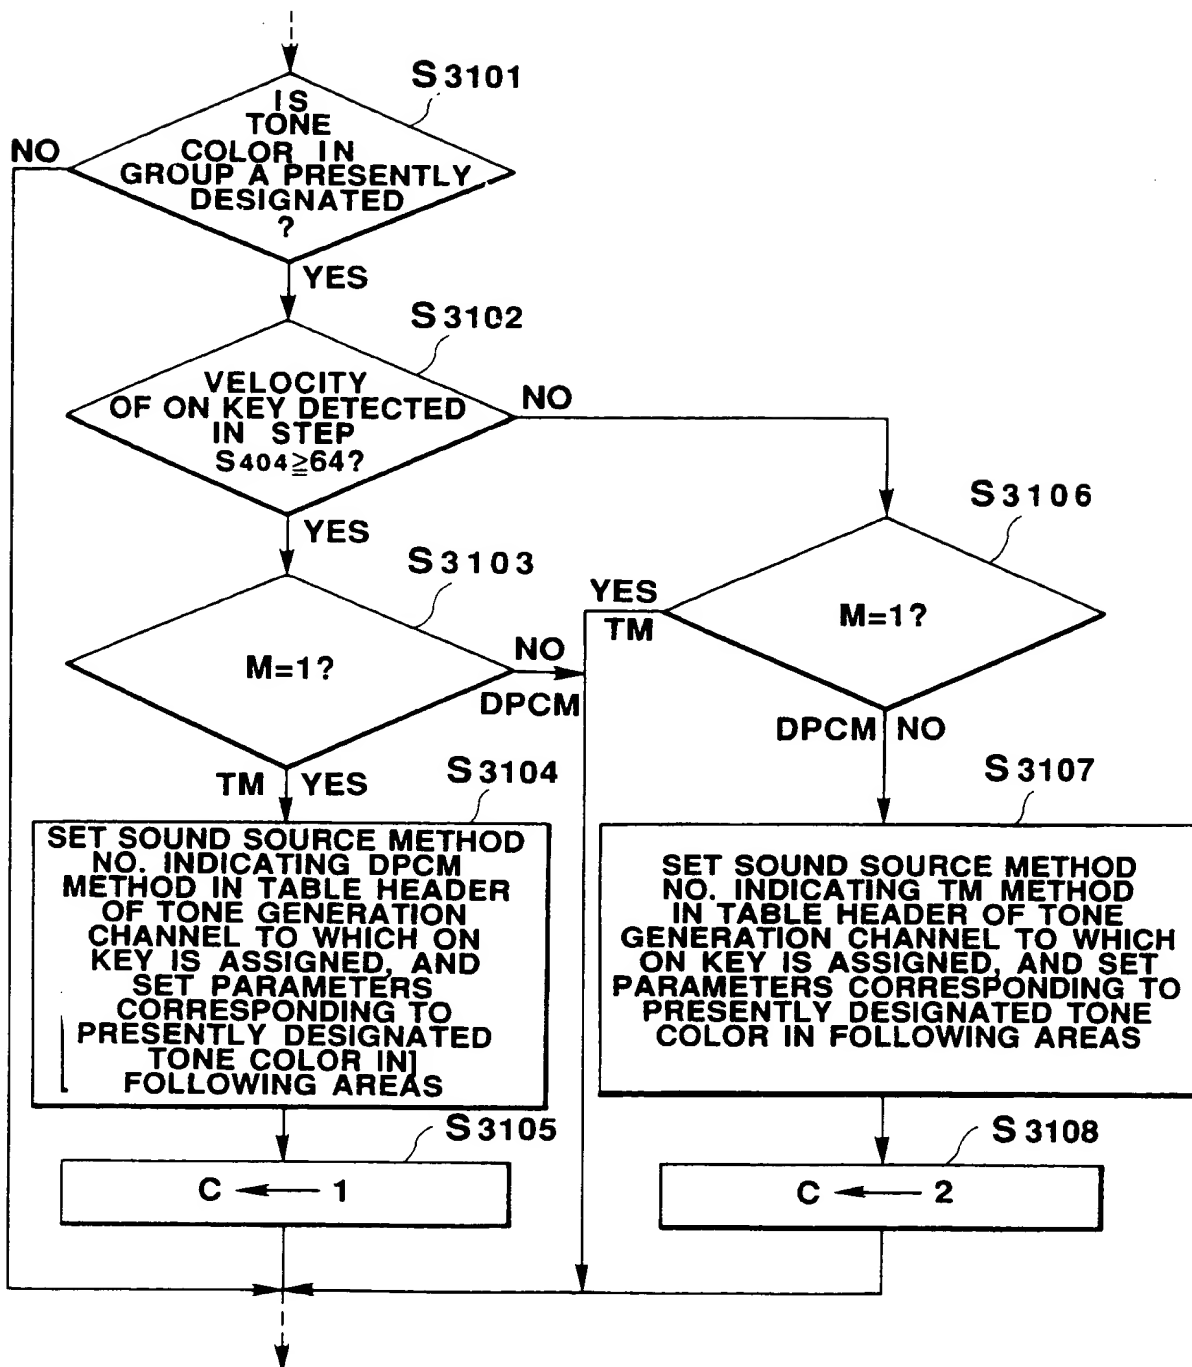 S3101
IS
TONE
COLOR IN
GROUP A PRESENTLY
DESIGNATED
?
NO
YES
S3102
VELOCITY
OF ON KEY DETECTED
IN STEP
S404≧64?
NO
YES
S3103
M=1?
NO
DPCM
TM YES
S3106
M=1?
YES
TM
DPCM NO
S3104
SET SOUND SOURCE METHOD
NO. INDICATING DPCM
METHOD IN TABLE HEADER
OF TONE GENERATION
CHANNEL TO WHICH ON
KEY IS ASSIGNED, AND
SET PARAMETERS
CORRESPONDING TO
PRESENTLY DESIGNATED
TONE COLOR IN]
FOLLOWING AREAS
S3107
SET SOUND SOURCE METHOD
NO. INDICATING TM METHOD
IN TABLE HEADER OF TONE
GENERATION CHANNEL TO WHICH
ON KEY IS ASSIGNED, AND SET
PARAMETERS CORRESPONDING TO
PRESENTLY DESIGNATED TONE
COLOR IN FOLLOWING AREAS
S3105
C ← 1
S3108
C ← 2